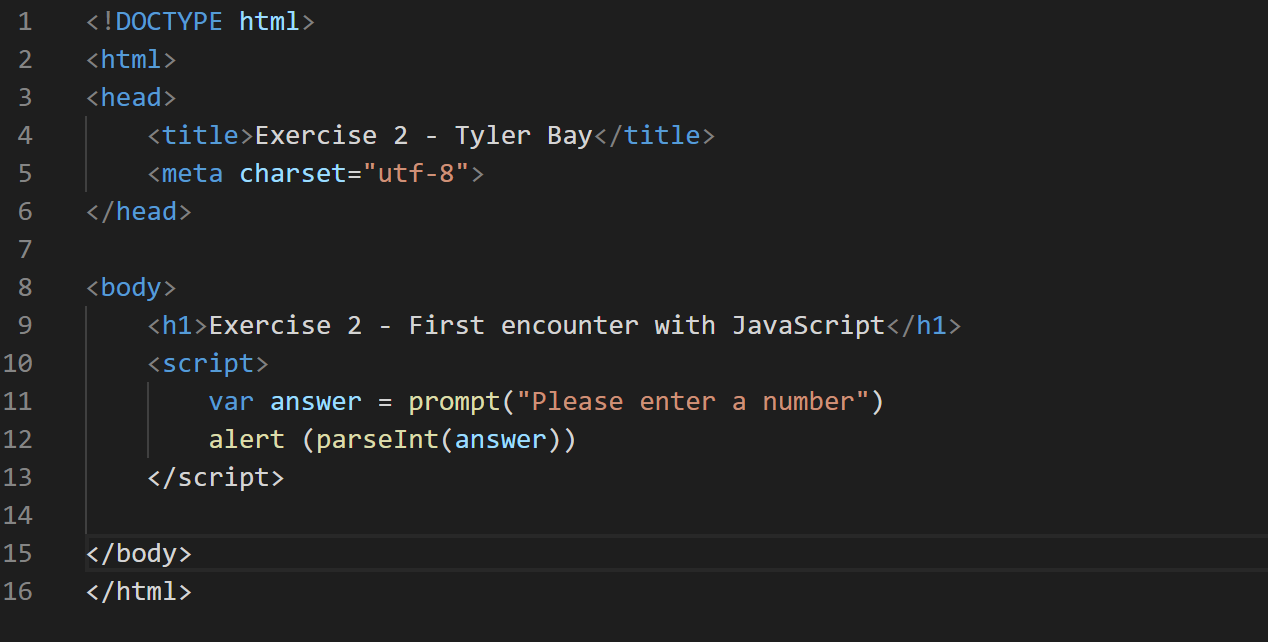 1 <!DOCTYPE html>
2 <html>
3 <head>
4     <title>Exercise 2 - Tyler Bay</title>
5     <meta charset="utf-8">
6 </head>
7
8 <body>
9     <h1>Exercise 2 - First encounter with JavaScript</h1>
10     <script>
11         var answer = prompt("Please enter a number")
12         alert (parseInt(answer))
13     </script>
14
15 </body>
16 </html>